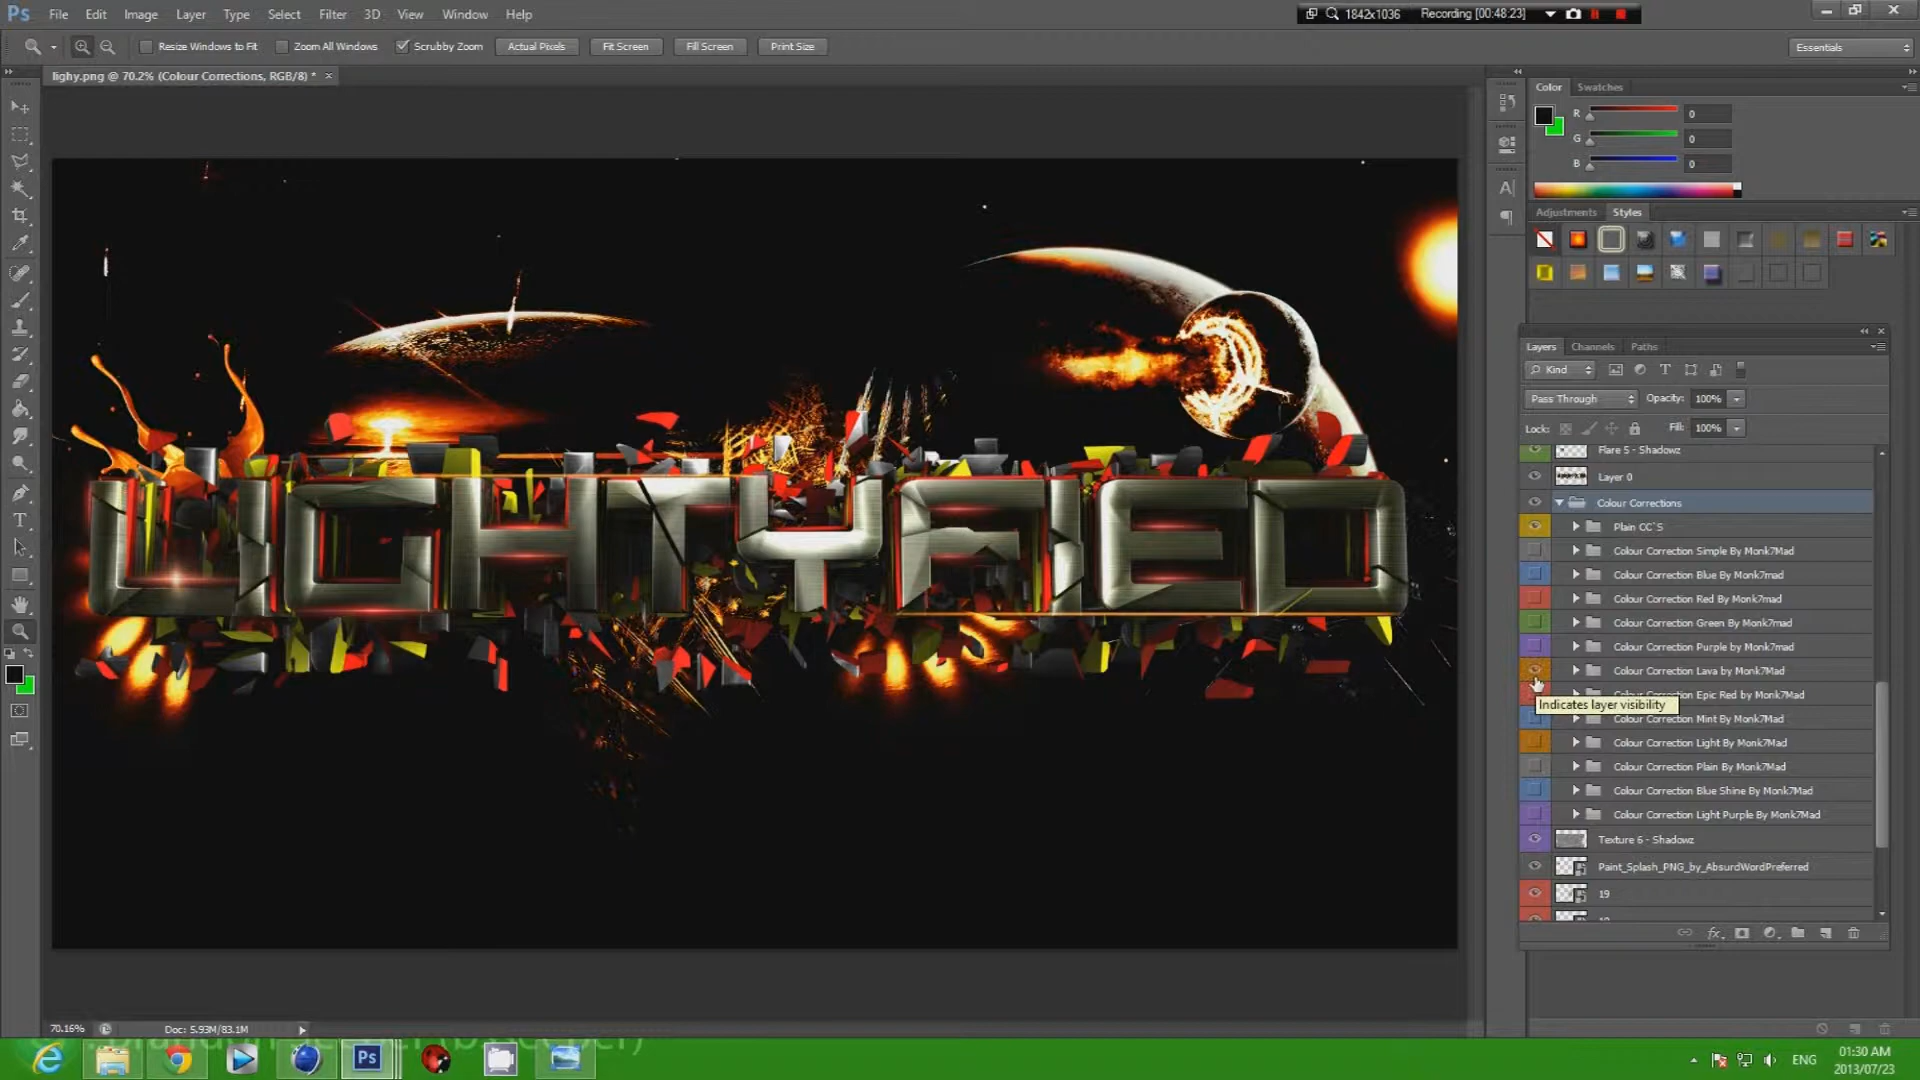 Ps File Edit Image Layer Type Select Filter 3D View Window Help
1842x1036 Recording [00:48:23]
Resize Windows to Fit Zoom All Windows Scrubby Zoom Actual Pixels Fit Screen Fill Screen Print Size Essentials
lighy.png @ 70.2% (Colour Corrections, RGB/8) *
Color Swatches
R 0
G 0
B 0
Adjustments Styles
LIGHTYRED
Layers Channels Paths
Kind
Pass Through Opacity: 100%
Lock: Fill: 100%
Flare 5 - Shadowz
Layer 0
Colour Corrections
Plain CC`S
Colour Correction Simple By Monk7Mad
Colour Correction Blue By Monk7mad
Colour Correction Red By Monk7mad
Colour Correction Green By Monk7mad
Colour Correction Purple By Monk7mad
Colour Correction Lava by Monk7Mad
Colour Correction Epic Red by Monk7Mad
Indicates layer visibility
Colour Correction Mint By Monk7Mad
Colour Correction Light By Monk7Mad
Colour Correction Plain By Monk7Mad
Colour Correction Blue Shine By Monk7Mad
Colour Correction Light Purple By Monk7Mad
Texture 6 - Shadowz
Paint_Splash_PNG_by_AbsurdWordPreferred
19
70.16% Doc: 5.93M/83.1M
Ps
ENG
01:30 AM
2013/07/23